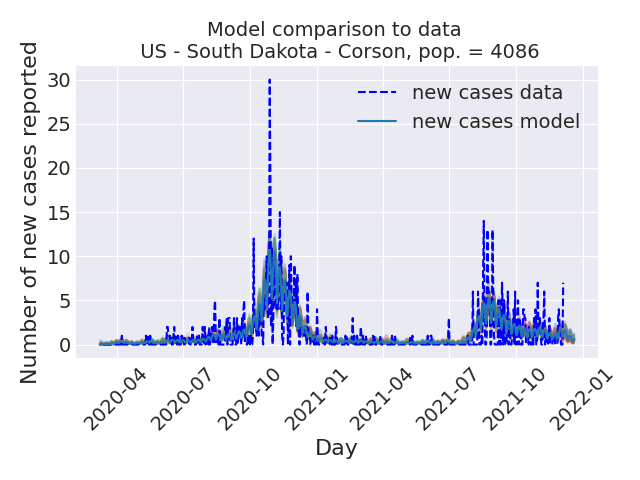 Model comparison to data
US - South Dakota - Corson, pop. = 4086
Number of new cases reported
30
25
20
15
10
5
0
new cases data
new cases model
2020-04
2020-07
2020-10
2021-01
2021-04
2021-07
2021-10
2022-01
Day